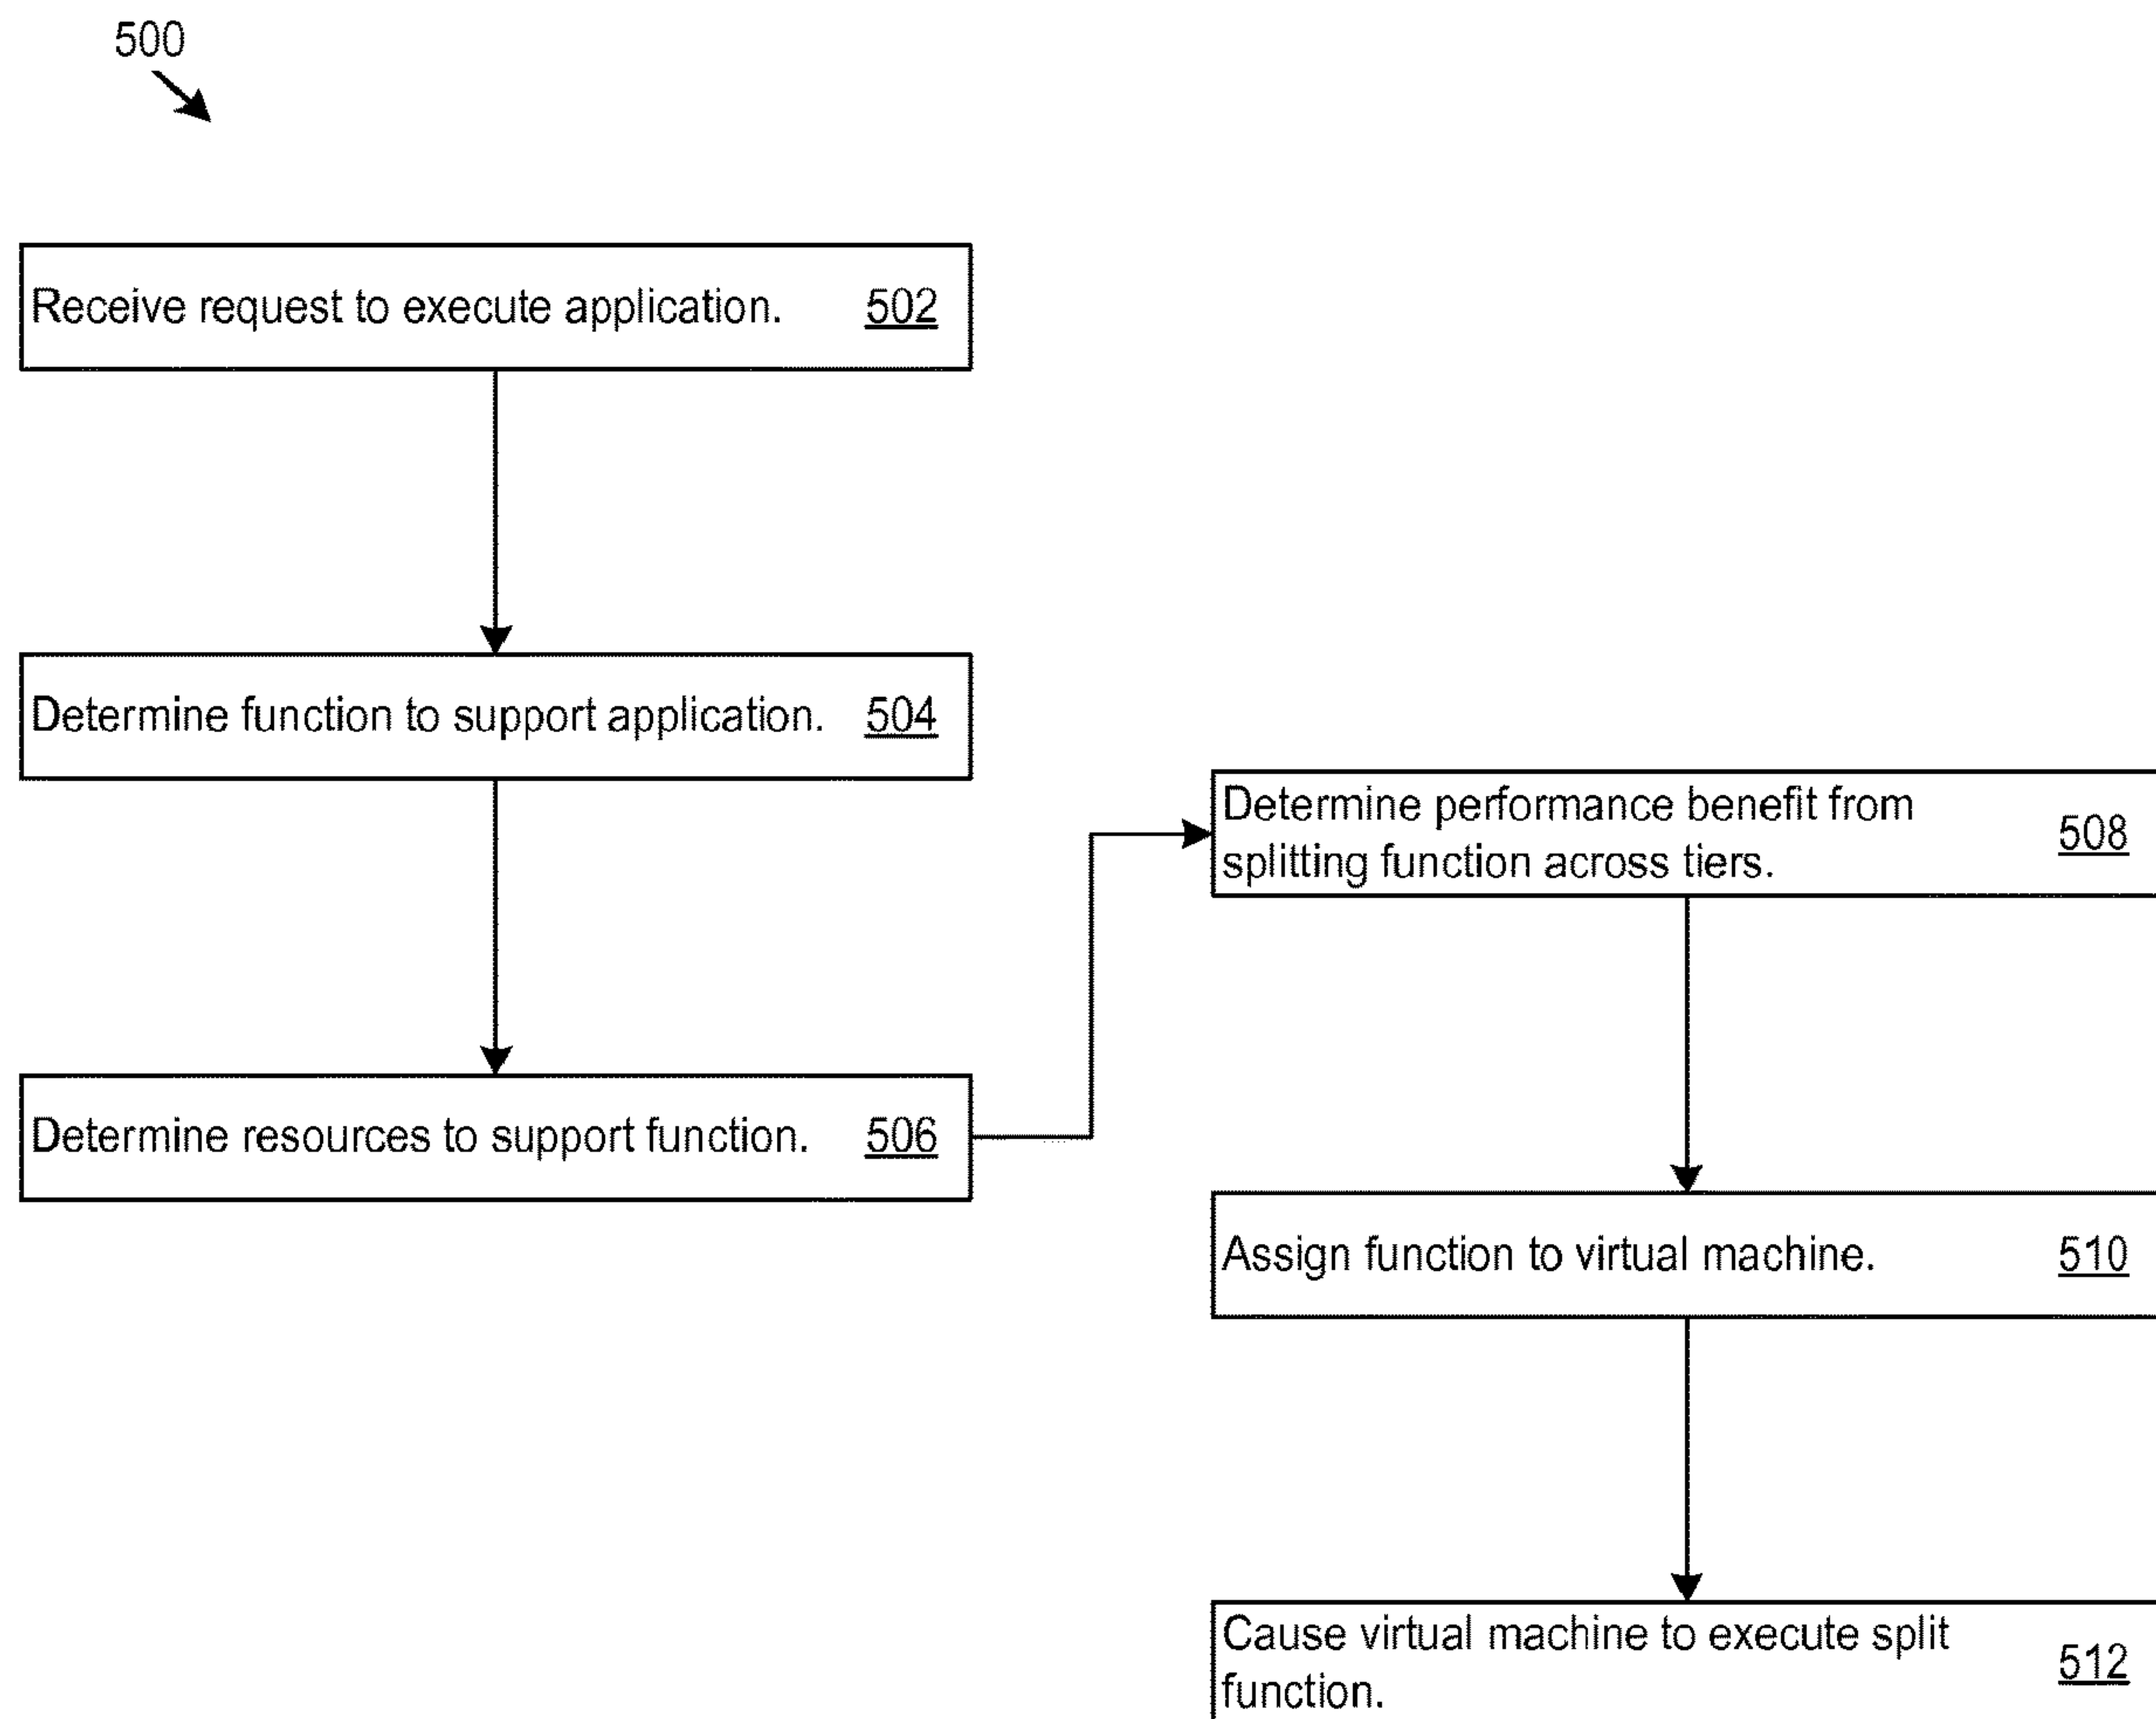 500
Receive request to execute application. 502
Determine function to support application. 504
Determine resources to support function. 506
Determine performance benefit from
splitting function across tiers. 508
Assign function to virtual machine. 510
Cause virtual machine to execute split
function. 512